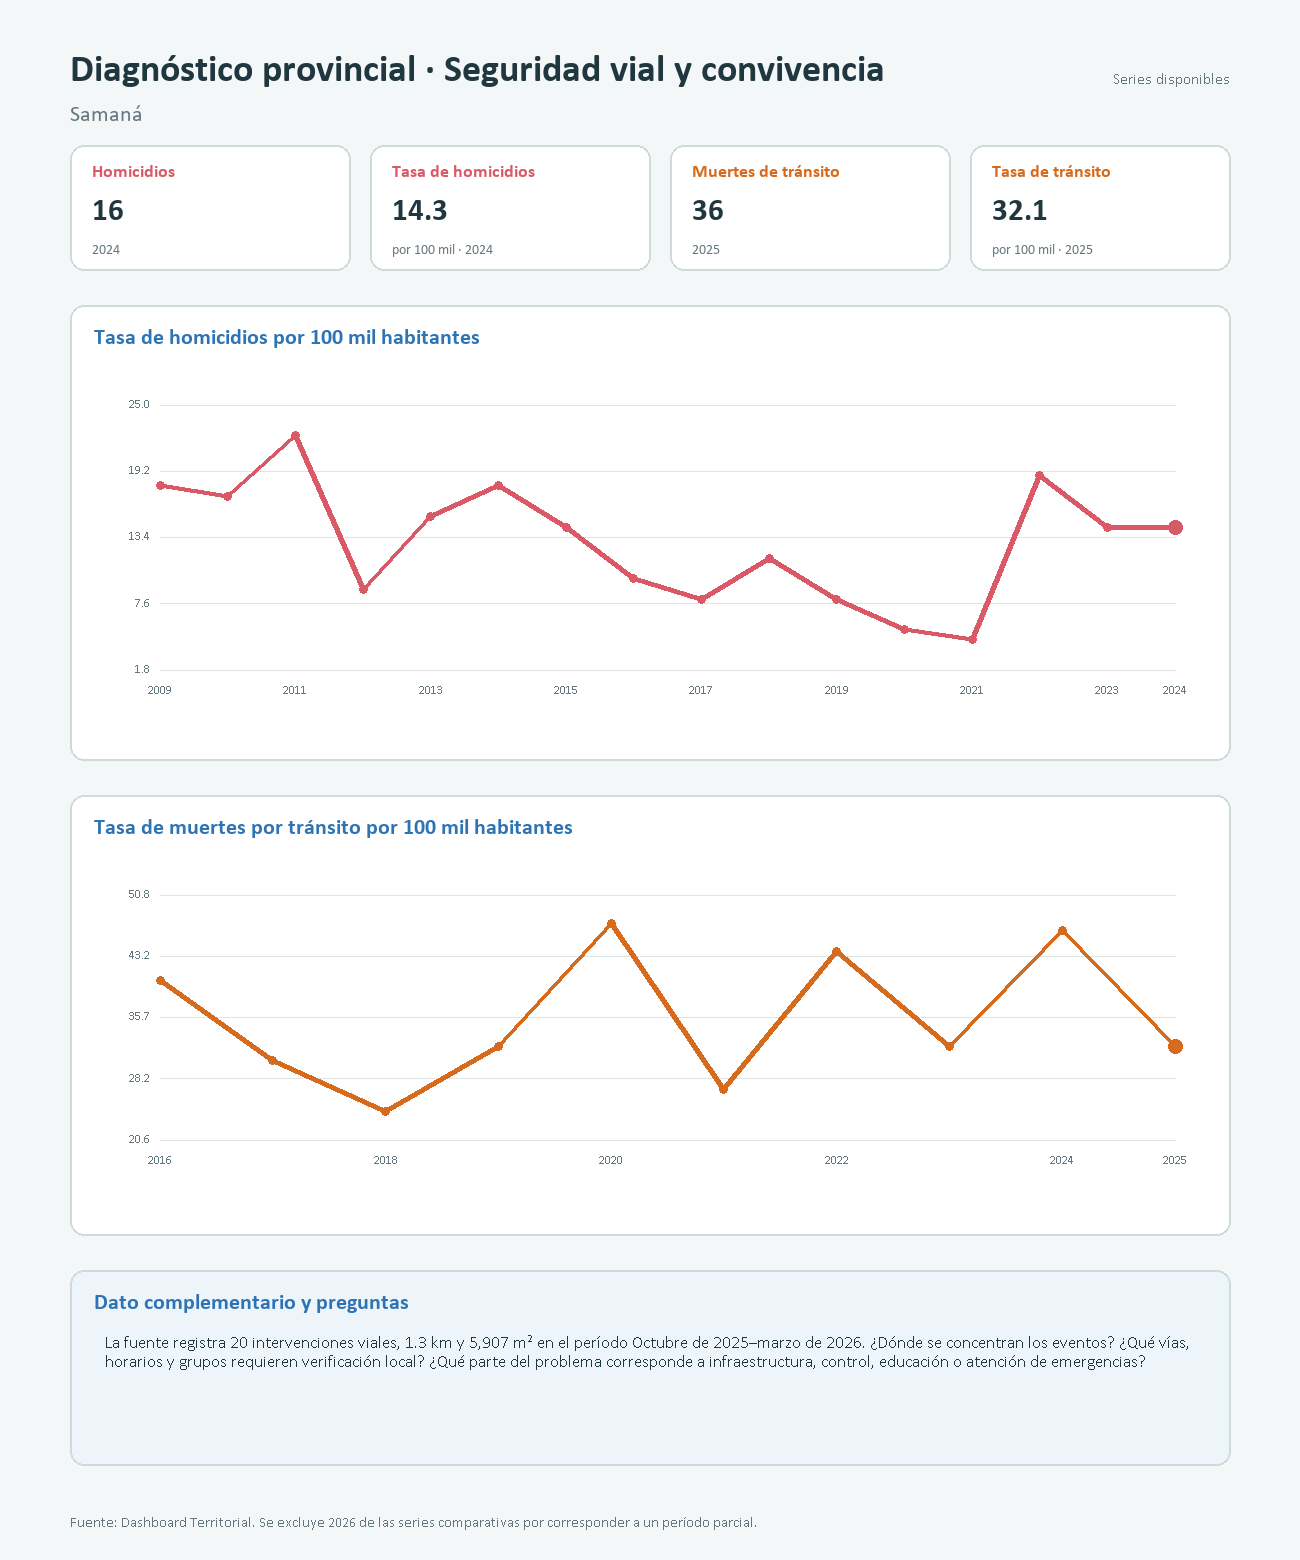 Diagnóstico provincial · Seguridad vial y convivencia
Series disponibles
Samaná
Homicidios
16
2024
Tasa de homicidios
14.3
por 100 mil · 2024
Muertes de tránsito
36
2025
Tasa de tránsito
32.1
por 100 mil · 2025
Tasa de homicidios por 100 mil habitantes
25.0
19.2
13.4
7.6
1.8
2009 2011 2013 2015 2017 2019 2021 2023 2024
Tasa de muertes por tránsito por 100 mil habitantes
50.8
43.2
35.7
28.2
20.6
2016 2018 2020 2022 2024 2025
Dato complementario y preguntas
La fuente registra 20 intervenciones viales, 1.3 km y 5,907 m² en el período Octubre de 2025–marzo de 2026. ¿Dónde se concentran los eventos? ¿Qué vías,
horarios y grupos requieren verificación local? ¿Qué parte del problema corresponde a infraestructura, control, educación o atención de emergencias?
Fuente: Dashboard Territorial. Se excluye 2026 de las series comparativas por corresponder a un período parcial.